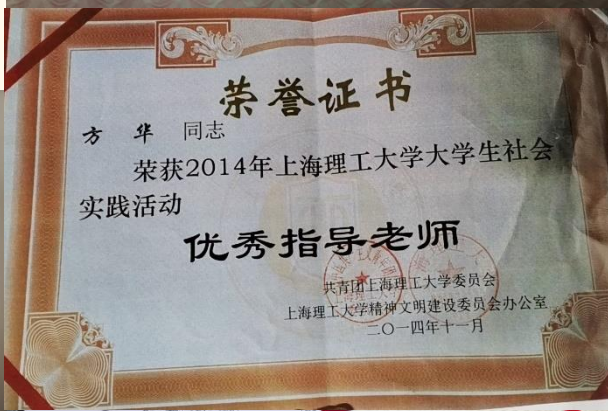 荣誉证书
方 华 同志
荣获2014年上海理工大学大学生社会
实践活动
优秀指导老师
共青团上海理工大学委员会
上海理工大学精神文明建设委员会办公室
二〇一四年十一月